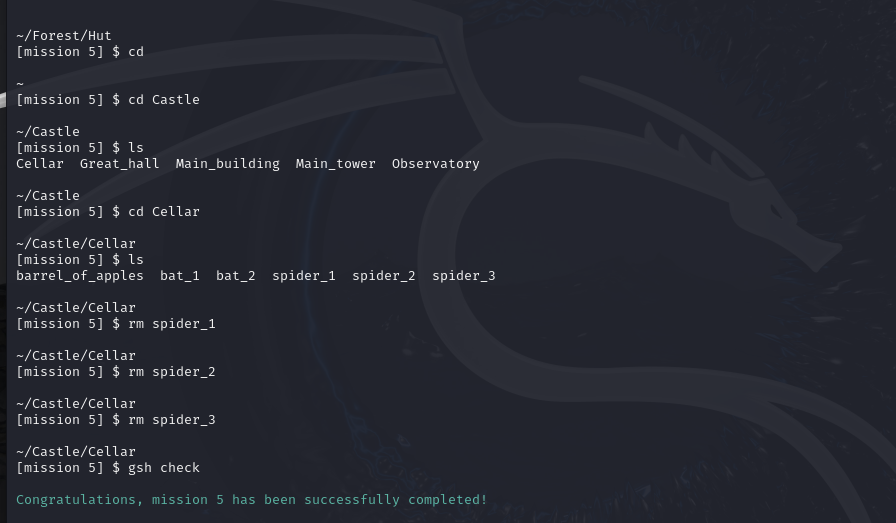 ~/Forest/Hut
[mission 5] $ cd
~
[mission 5] $ cd Castle
~/Castle
[mission 5] $ ls
Cellar  Great_hall  Main_building  Main_tower  Observatory
~/Castle
[mission 5] $ cd Cellar
~/Castle/Cellar
[mission 5] $ ls
barrel_of_apples  bat_1  bat_2  spider_1  spider_2  spider_3
~/Castle/Cellar
[mission 5] $ rm spider_1
~/Castle/Cellar
[mission 5] $ rm spider_2
~/Castle/Cellar
[mission 5] $ rm spider_3
~/Castle/Cellar
[mission 5] $ gsh check
Congratulations, mission 5 has been successfully completed!